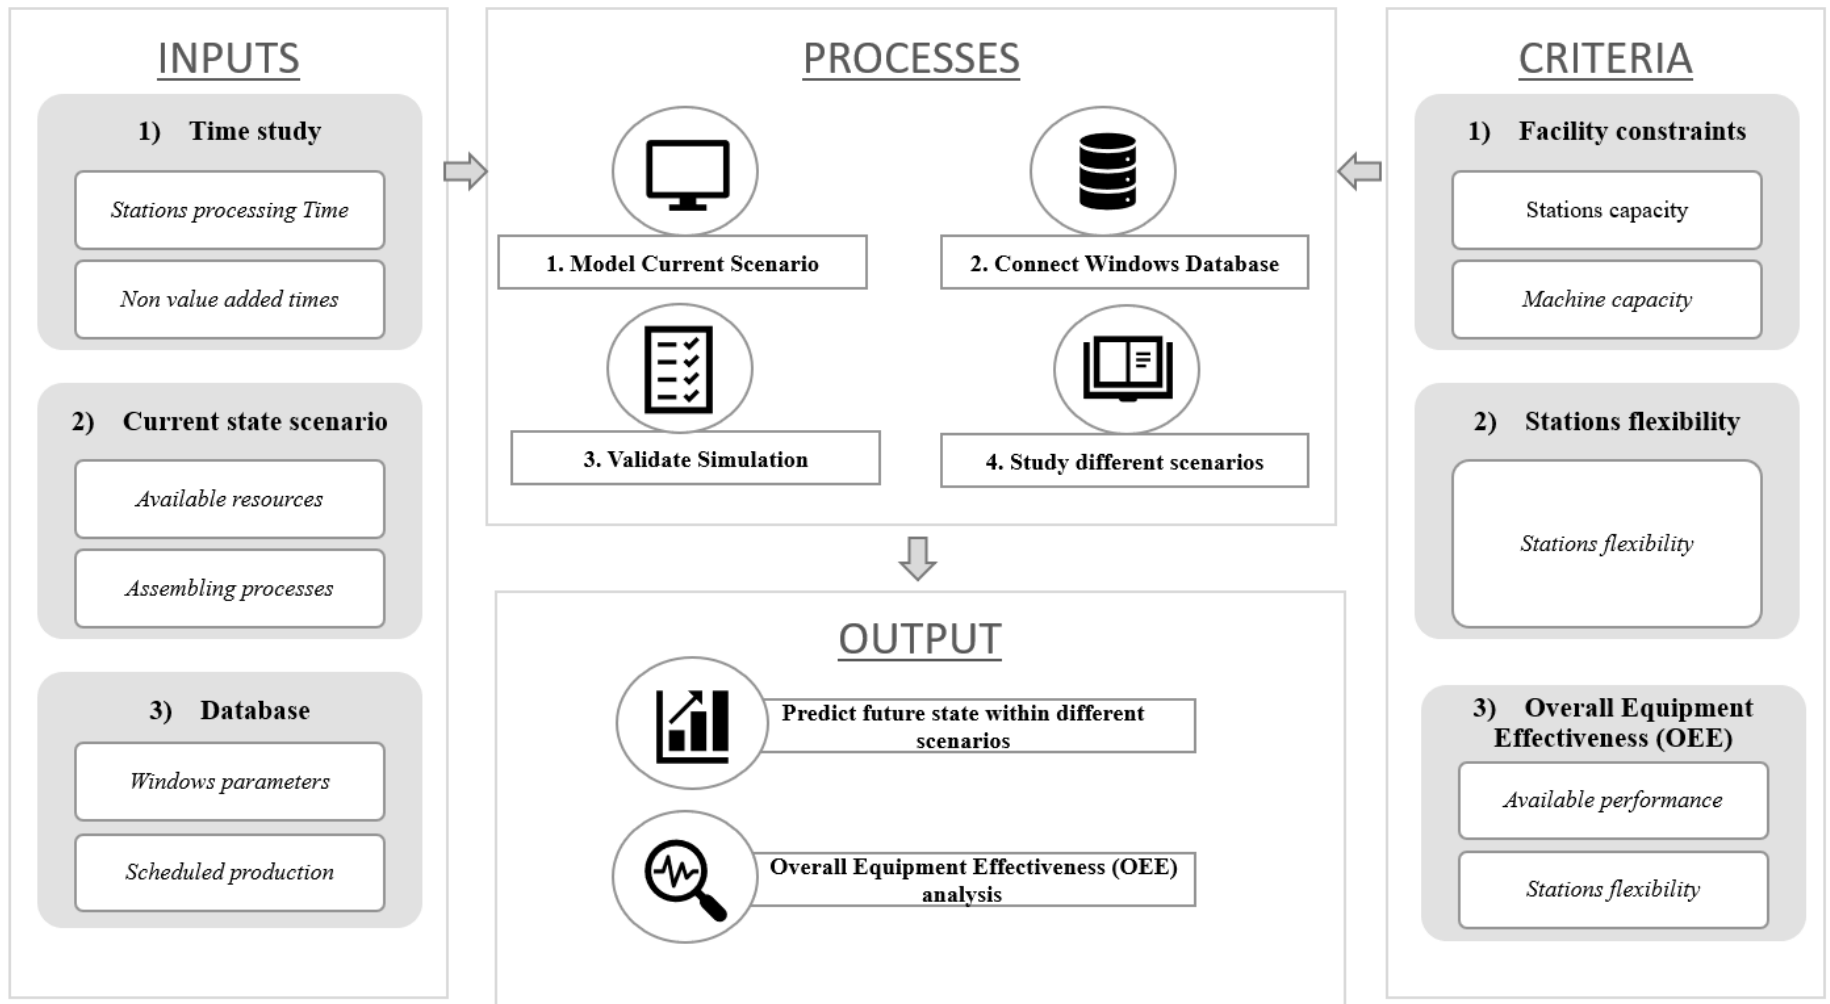 INPUTS
1) Time study
Stations processing Time
Non value added times
2) Current state scenario
Available resources
Assembling processes
3) Database
Windows parameters
Scheduled production
PROCESSES
1. Model Current Scenario
2. Connect Windows Database
3. Validate Simulation
4. Study different scenarios
OUTPUT
Predict future state within different
scenarios
Overall Equipment Effectiveness (OEE)
analysis
CRITERIA
1) Facility constraints
Stations capacity
Machine capacity
2) Stations flexibility
Stations flexibility
3) Overall Equipment
Effectiveness (OEE)
Available performance
Stations flexibility